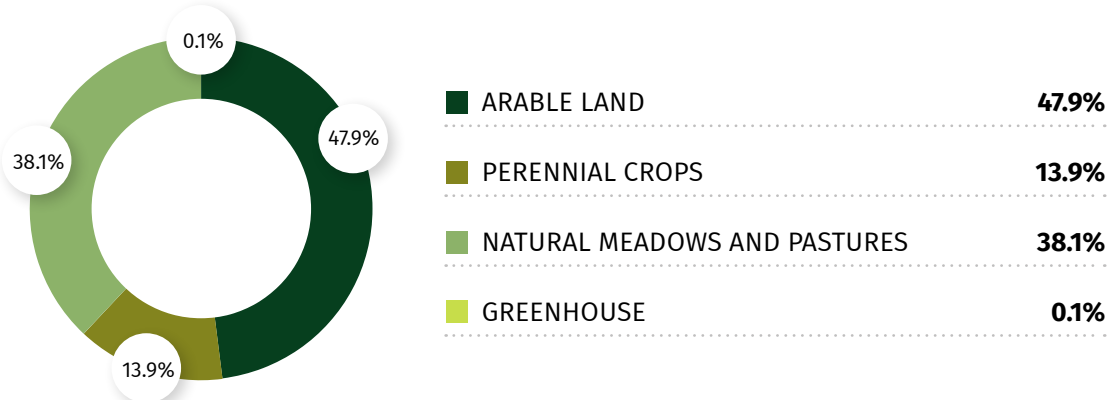 0.1%
47.9%
38.1%
13.9%
ARABLE LAND 47.9%
PERENNIAL CROPS 13.9%
NATURAL MEADOWS AND PASTURES 38.1%
GREENHOUSE 0.1%